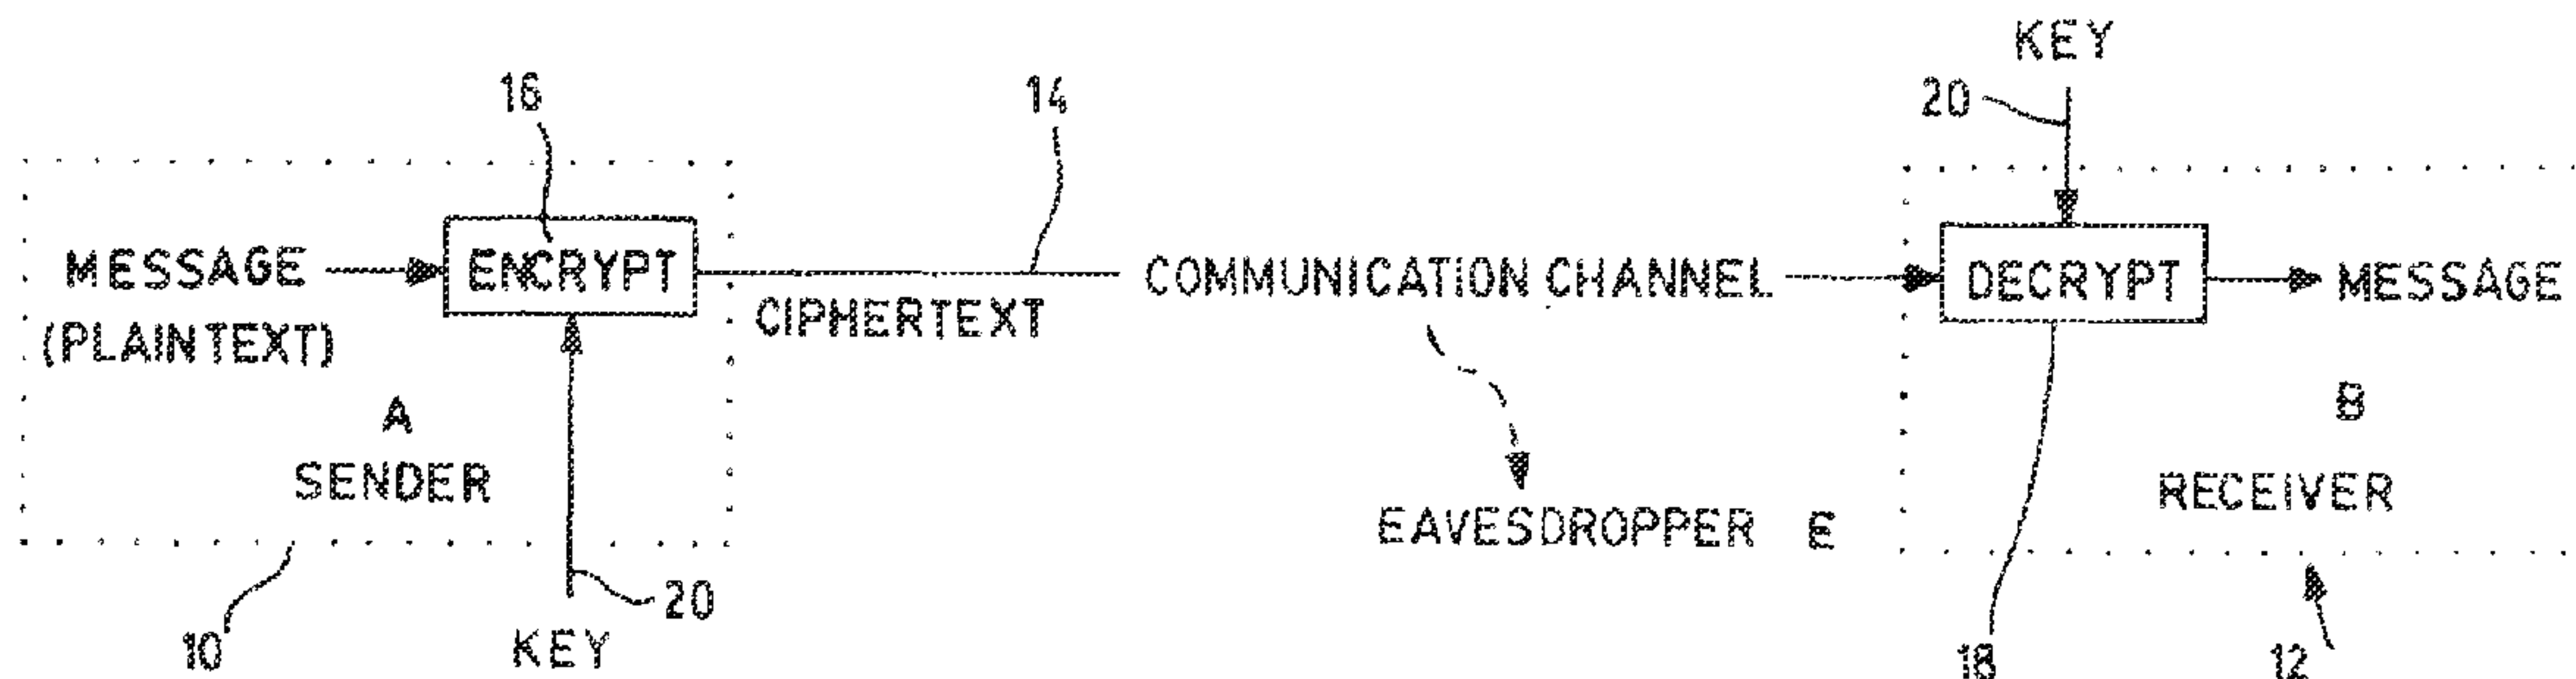 KEY
16
14
20
MESSAGE
ENCRYPT
COMMUNICATION CHANNEL
DECRYPT
MESSAGE
(PLAINTEXT)
CIPHERTEXT
A
B
SENDER
RECEIVER
EAVESDROPPER E
20
10
KEY
18
12